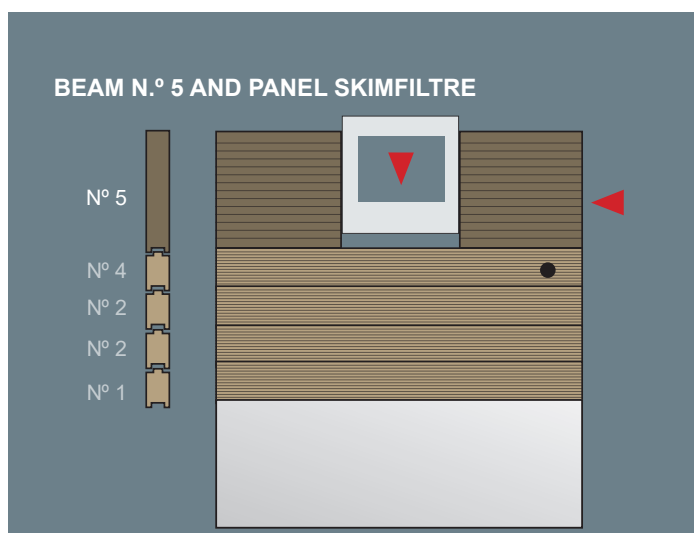 BEAM N.º 5 AND PANEL SKIMFILTRE
Nº 5
Nº 4
Nº 2
Nº 2
Nº 1